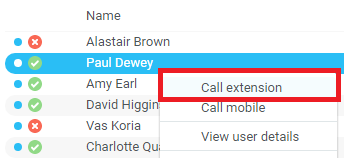 Name
Alastair Brown
Paul Dewey
Amy Earl
Call extension
David Higgin
Call mobile
Vas Koria
View user details
Charlotte Qua